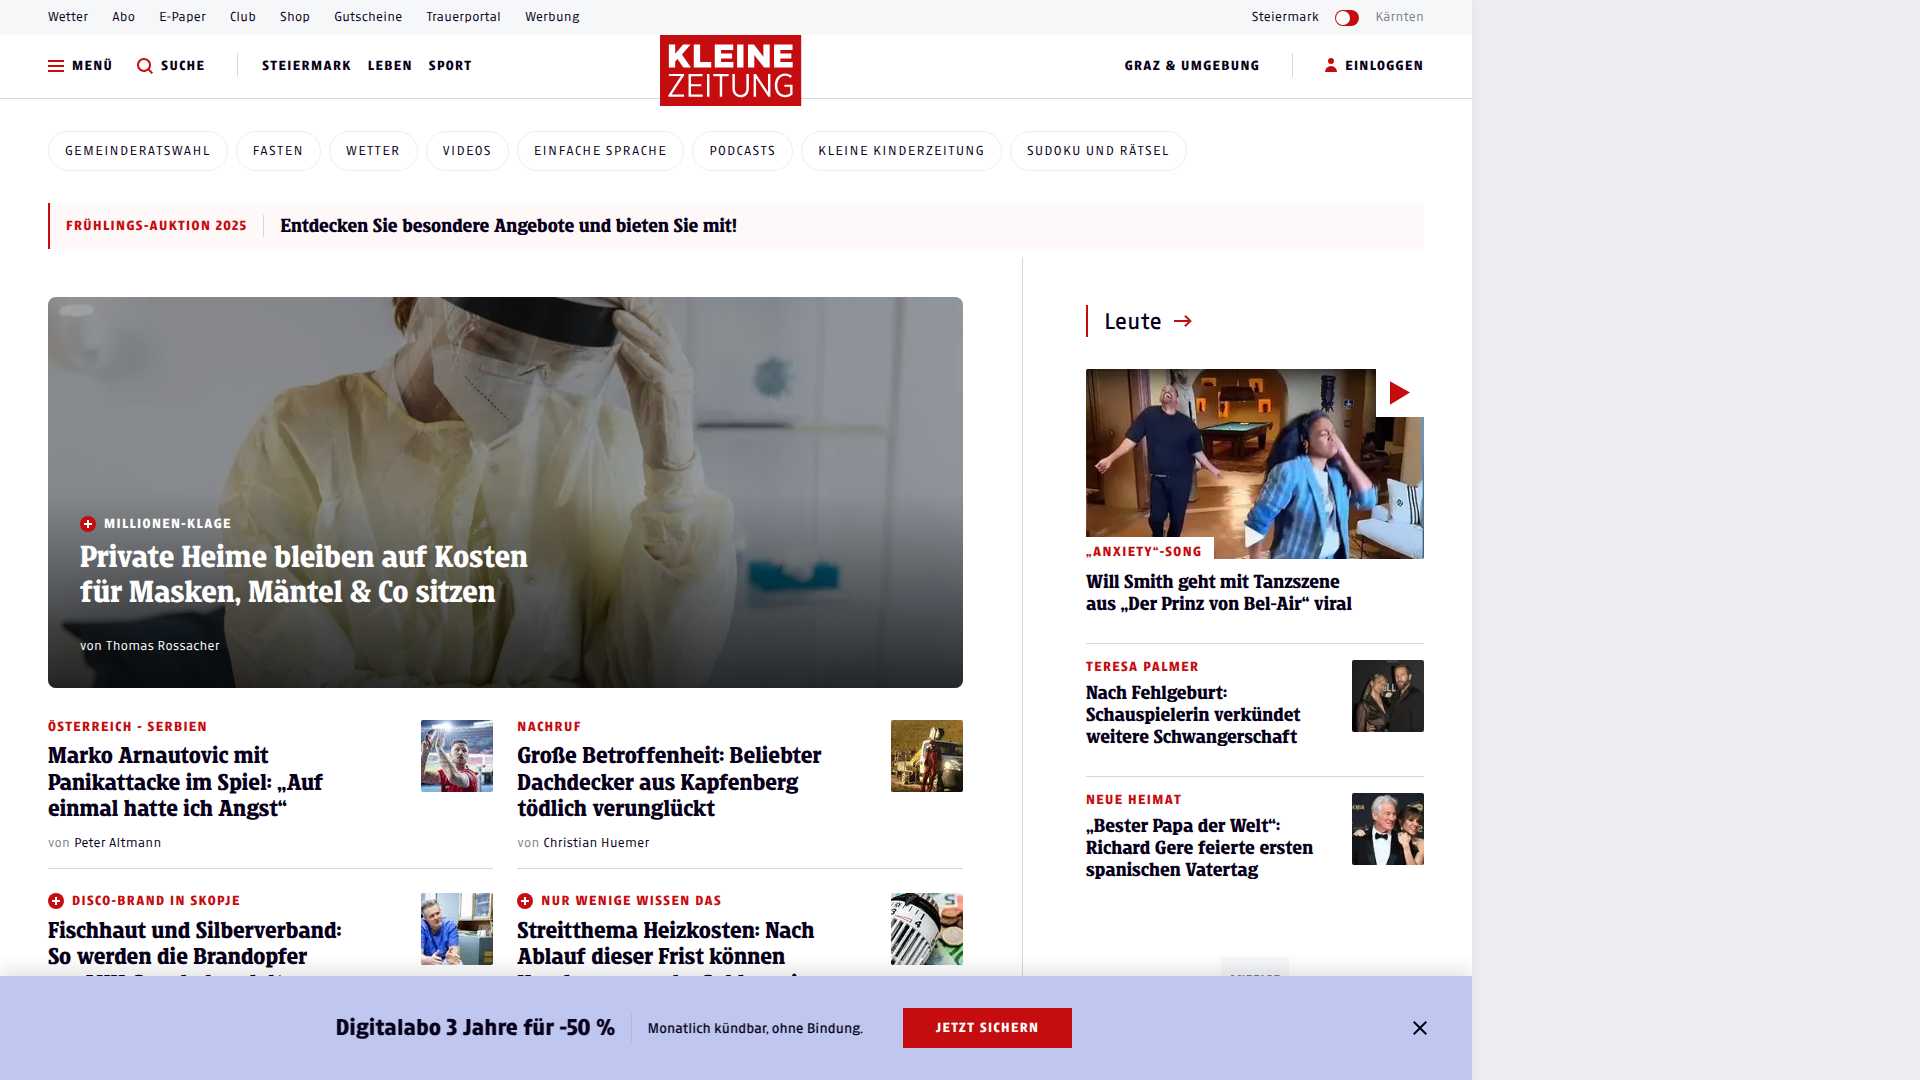 Wetter Abo E-Paper Club Shop Gutscheine Trauerportal Werbung Steiermark Kärnten
MENÜ SUCHE STEIERMARK LEBEN SPORT KLEINE ZEITUNG GRAZ & UMGEBUNG EINLOGGEN
GEMEINDERATSWAHL FASTEN WETTER VIDEOS EINFACHE SPRACHE PODCASTS KLEINE KINDERZEITUNG SUDOKU UND RÄTSEL
FRÜHLINGS-AUKTION 2025 Entdecken Sie besondere Angebote und bieten Sie mit!
MILLIONEN-KLAGE
Private Heime bleiben auf Kosten
für Masken, Mäntel & Co sitzen
von Thomas Rossacher
ÖSTERREICH - SERBIEN
Marko Arnautovic mit
Panikattacke im Spiel: „Auf
einmal hatte ich Angst“
von Peter Altmann
NACHRUF
Große Betroffenheit: Beliebter
Dachdecker aus Kapfenberg
tödlich verunglückt
von Christian Huemer
DISCO-BRAND IN SKOPJE
Fischhaut und Silberverband:
So werden die Brandopfer
NUR WENIGE WISSEN DAS
Streitthema Heizkosten: Nach
Ablauf dieser Frist können
Leute
„ANXIETY“-SONG
Will Smith geht mit Tanzszene
aus „Der Prinz von Bel-Air“ viral
TERESA PALMER
Nach Fehlgeburt:
Schauspielerin verkündet
weitere Schwangerschaft
NEUE HEIMAT
„Bester Papa der Welt“:
Richard Gere feierte ersten
spanischen Vatertag
Digitalabo 3 Jahre für -50 % Monatlich kündbar, ohne Bindung. JETZT SICHERN